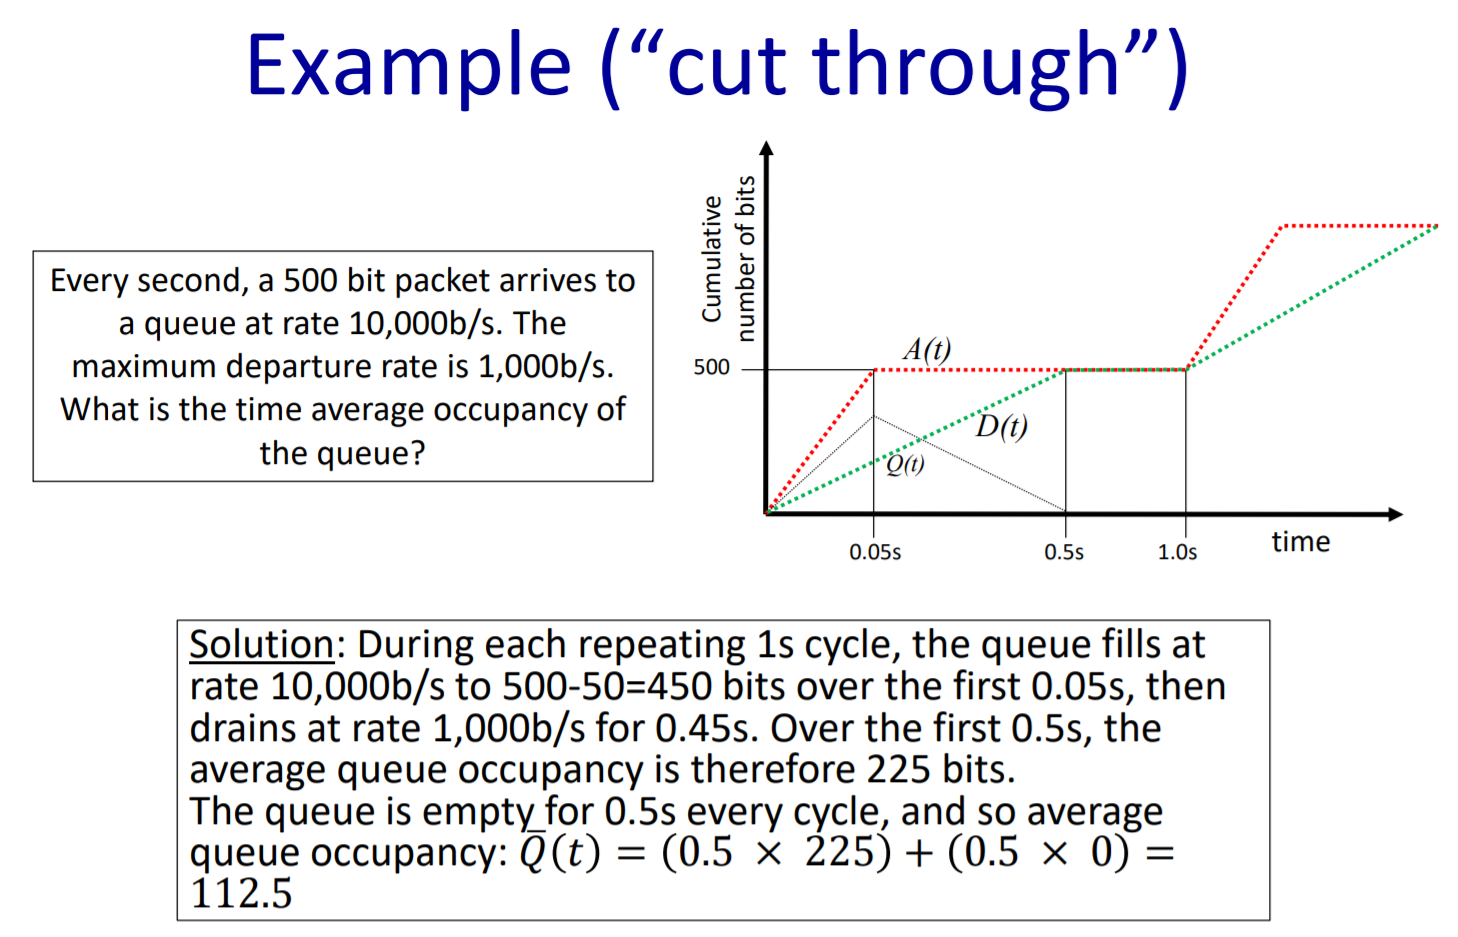 Example (“cut through”)
Every second, a 500 bit packet arrives to
a queue at rate 10,000b/s. The
maximum departure rate is 1,000b/s.
What is the time average occupancy of
the queue?
Cumulative
number of bits
500
A(t)
D(t)
Q(t)
0.05s
0.5s
1.0s
time
Solution: During each repeating 1s cycle, the queue fills at
rate 10,000b/s to 500-50=450 bits over the first 0.05s, then
drains at rate 1,000b/s for 0.45s. Over the first 0.5s, the
average queue occupancy is therefore 225 bits.
The queue is empty for 0.5s every cycle, and so average
queue occupancy: Q̅(t) = (0.5 × 225) + (0.5 × 0) =
112.5